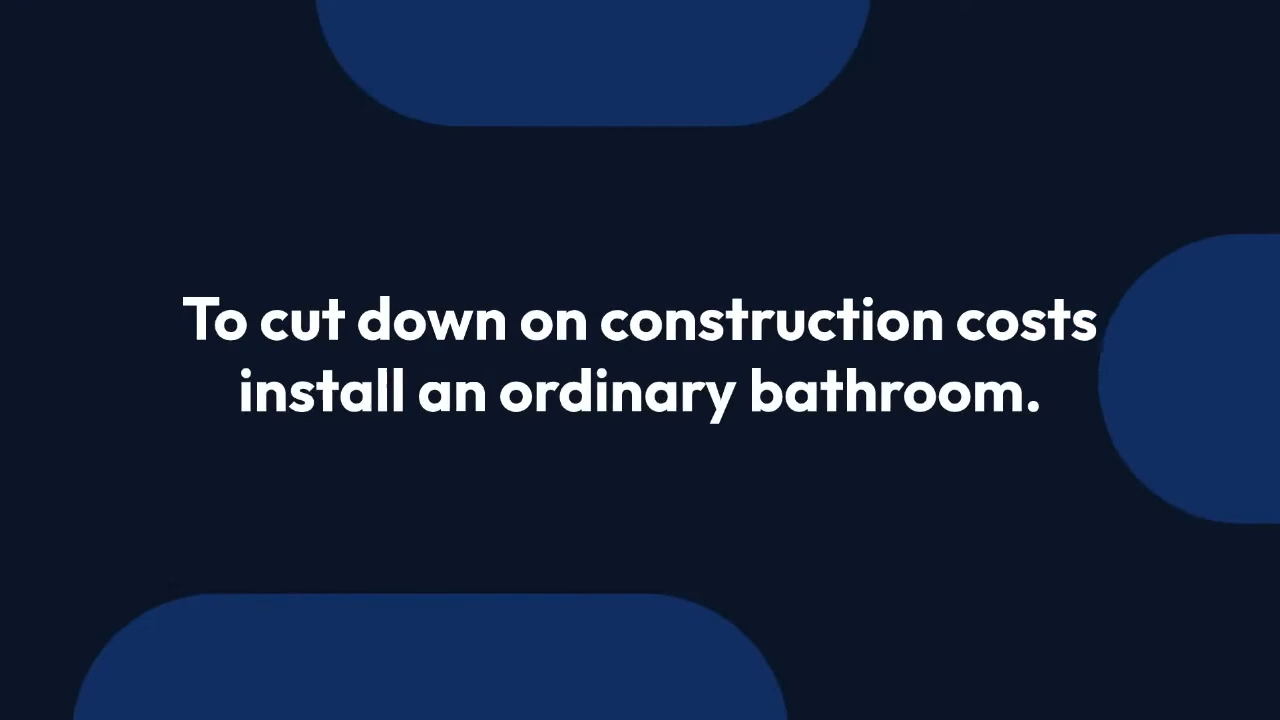 To cut down on construction costs
install an ordinary bathroom.